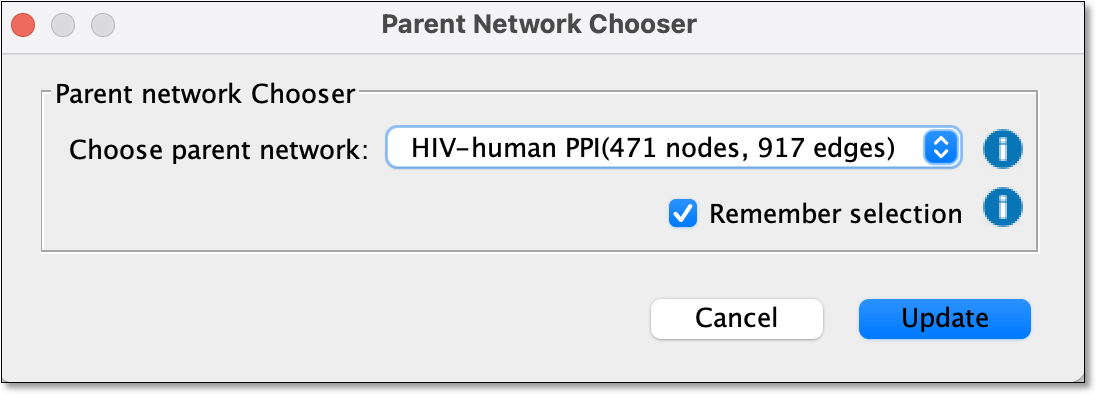 Parent Network Chooser
Parent network Chooser
Choose parent network: HIV-human PPI(471 nodes, 917 edges)
Remember selection
Cancel Update